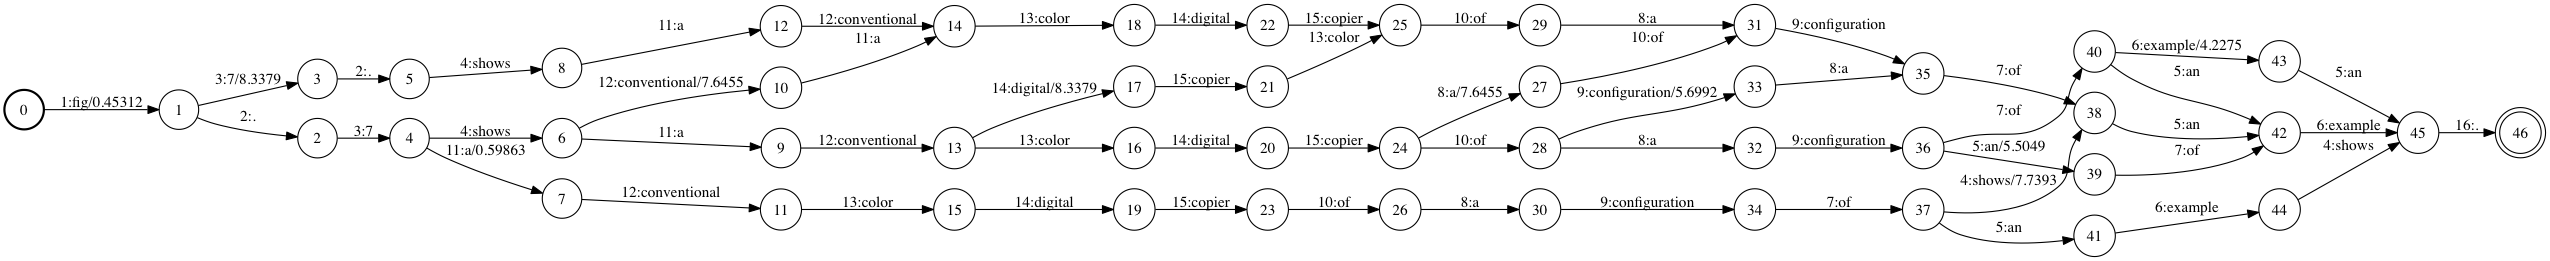 0 1:fig/0.45312 1
3:7/8.3379 3 2:. 5 4:shows 8 11:a 12 12:conventional 14 13:color 18 14:digital 22 15:copier 25 10:of 29 8:a 31 9:configuration 35 7:of 38 5:an 42 6:example 45 16:. 46
2:. 2 3:7 4 4:shows 6 12:conventional/7.6455 10 11:a
11:a 9 12:conventional 13 14:digital/8.3379 17 15:copier 21 13:color
13:color 16 14:digital 20 15:copier 24 8:a/7.6455 27 10:of
10:of 28 9:configuration/5.6992 33 8:a
8:a 32 9:configuration 36 7:of 40 6:example/4.2275 43 5:an
5:an
5:an/5.5049 39 7:of
11:a/0.59863 7 12:conventional 11 13:color 15 14:digital 19 15:copier 23 10:of 26 8:a 30 9:configuration 34 7:of 37 4:shows/7.7393
5:an 41 6:example 44 4:shows